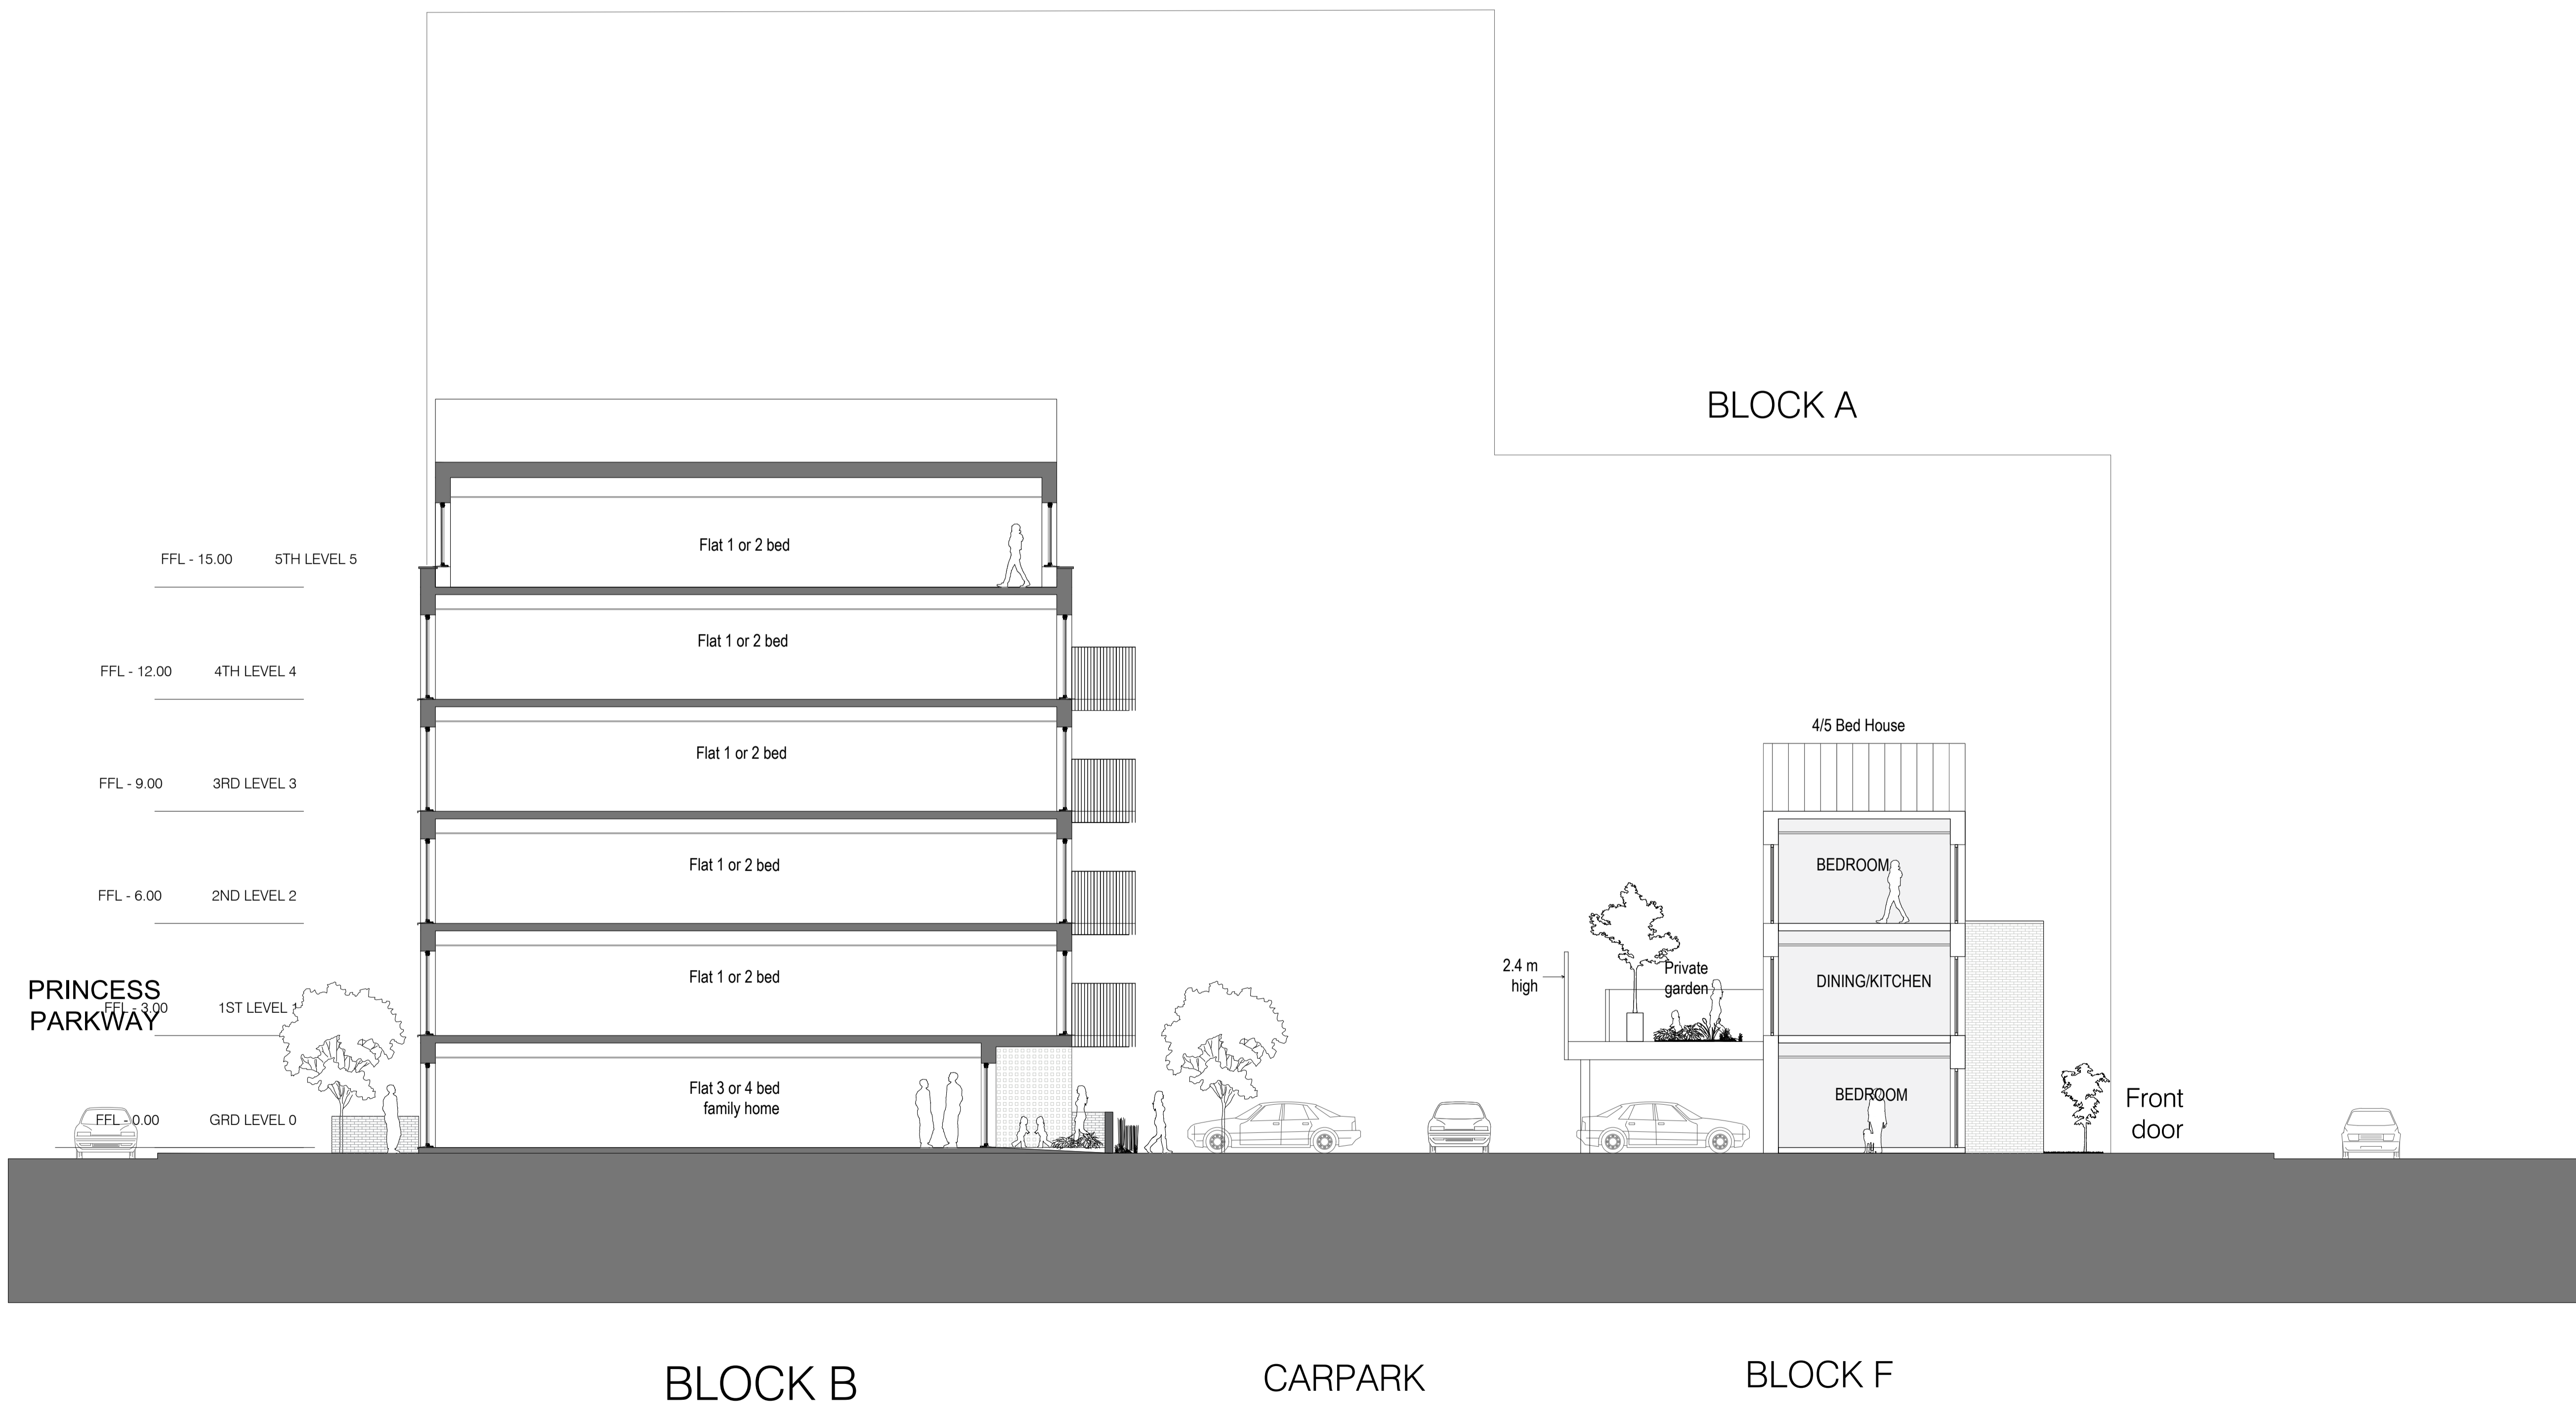 BLOCK A
FFL - 15.00 5TH LEVEL 5
Flat 1 or 2 bed
FFL - 12.00 4TH LEVEL 4
Flat 1 or 2 bed
FFL - 9.00 3RD LEVEL 3
Flat 1 or 2 bed
FFL - 6.00 2ND LEVEL 2
Flat 1 or 2 bed
PRINCESS
PARKWAY
FFL - 3.00 1ST LEVEL 1
Flat 1 or 2 bed
FFL - 0.00 GRD LEVEL 0
Flat 3 or 4 bed
family home
4/5 Bed House
BEDROOM
2.4 m
high
Private
garden
DINING/KITCHEN
BEDROOM
Front
door
BLOCK B
CARPARK
BLOCK F